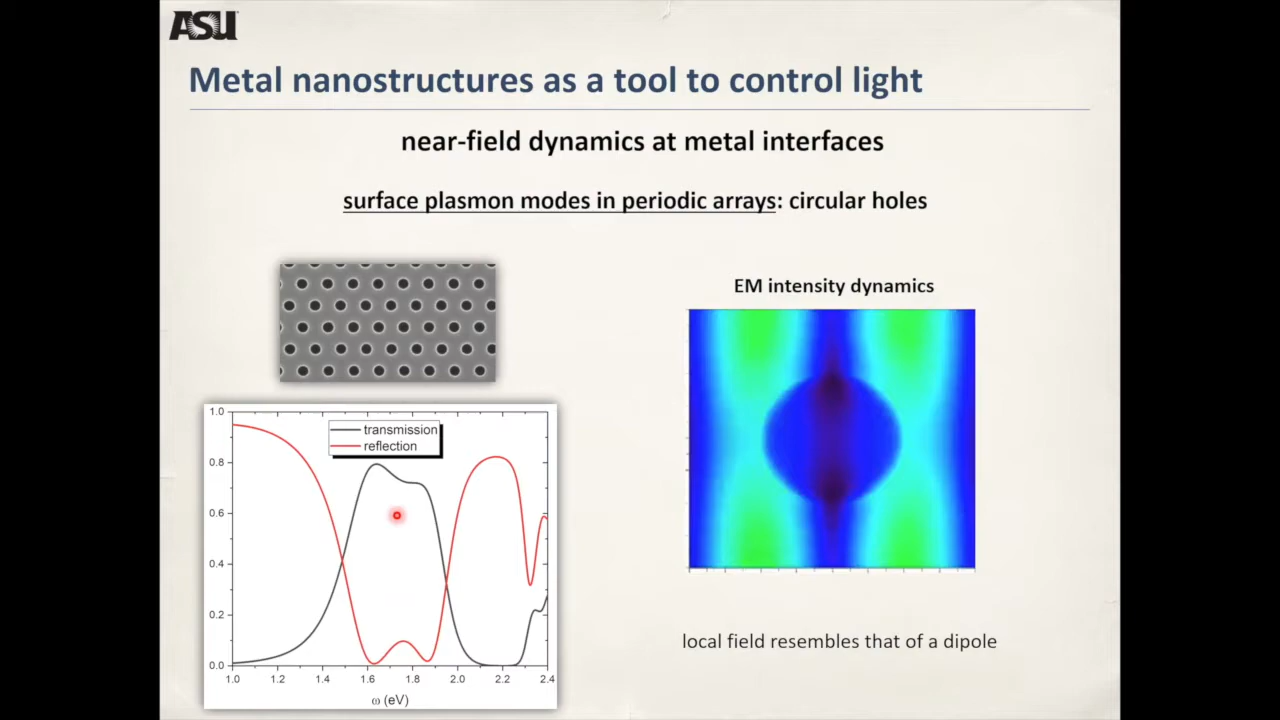 ASU
Metal nanostructures as a tool to control light
near-field dynamics at metal interfaces
surface plasmon modes in periodic arrays: circular holes
EM intensity dynamics
transmission
reflection
1.0
0.8
0.6
0.4
0.2
0.0
1.0 1.2 1.4 1.6 1.8 2.0 2.2 2.4
ω (eV)
local field resembles that of a dipole